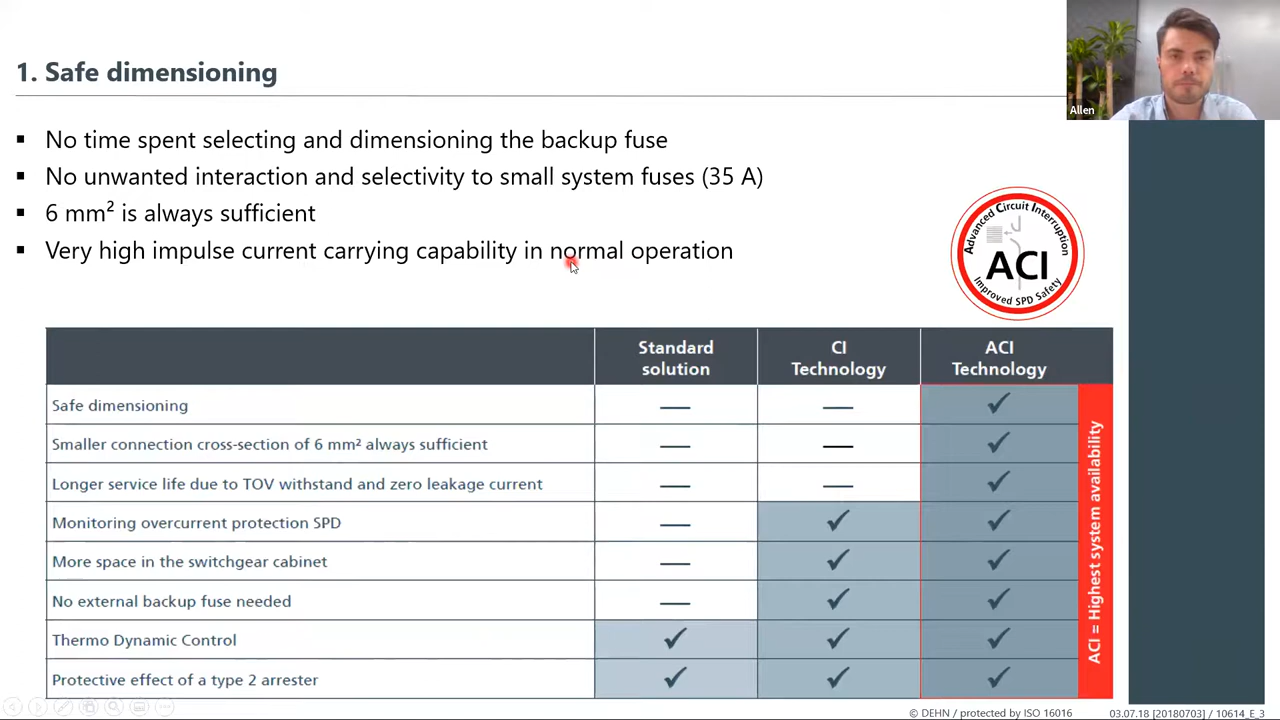 Allen
1. Safe dimensioning
▪ No time spent selecting and dimensioning the backup fuse
▪ No unwanted interaction and selectivity to small system fuses (35 A)
▪ 6 mm² is always sufficient
▪ Very high impulse current carrying capability in normal operation
Advanced Circuit Interruption
ACI
Improved SPD Safety
Standard solution
CI Technology
ACI Technology
Safe dimensioning — — ✓
Smaller connection cross-section of 6 mm² always sufficient — — ✓
Longer service life due to TOV withstand and zero leakage current — — ✓
Monitoring overcurrent protection SPD — ✓ ✓
More space in the switchgear cabinet — ✓ ✓
No external backup fuse needed — ✓ ✓
Thermo Dynamic Control ✓ ✓ ✓
Protective effect of a type 2 arrester ✓ ✓ ✓
ACI = Highest system availability
© DEHN / protected by ISO 16016
03.07.18 [20180703] / 10614_E_3